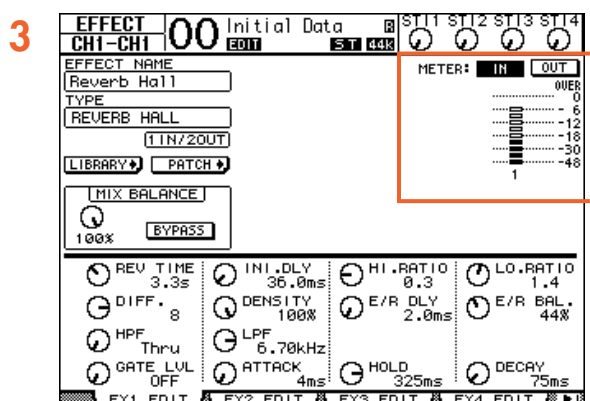 3
EFFECT 00 Initial Data B ST11 ST12 ST13 ST14
CH1-CH1 EDIT ST 44K
EFFECT NAME
Reverb Hall
METER: IN OUT
TYPE
REVERB HALL
1IN/2OUT
LIBRARY PATCH
OVER
0
- 6
-12
-18
-30
-48
1
MIX BALANCE
100% BYPASS
REV TIME 3.3s
INI.DLY 36.0ms
HI.RATIO 0.3
LO.RATIO 1.4
DIFF. 8
DENSITY 100%
E/R DLY 2.0ms
E/R BAL. 44%
HPF Thru
LPF 6.70kHz
GATE LVL OFF
ATTACK 4ms
HOLD 325ms
DECAY 75ms
FX1 EDIT FX2 EDIT FX3 EDIT FX4 EDIT